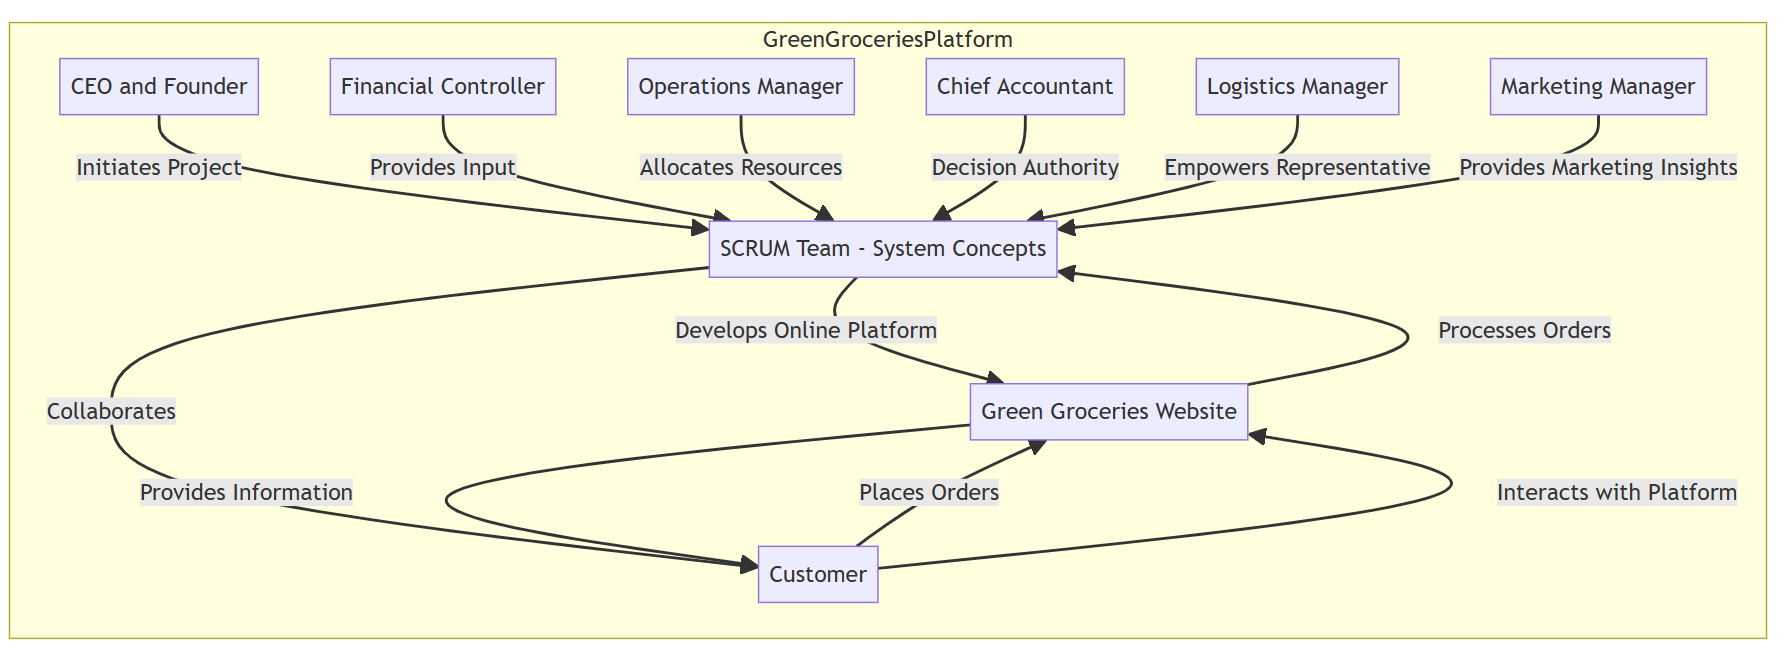 GreenGroceriesPlatform
CEO and Founder
Financial Controller
Operations Manager
Chief Accountant
Logistics Manager
Marketing Manager
Initiates Project
Provides Input
Allocates Resources
Decision Authority
Empowers Representative
Provides Marketing Insights
SCRUM Team - System Concepts
Develops Online Platform
Processes Orders
Collaborates
Green Groceries Website
Provides Information
Places Orders
Interacts with Platform
Customer